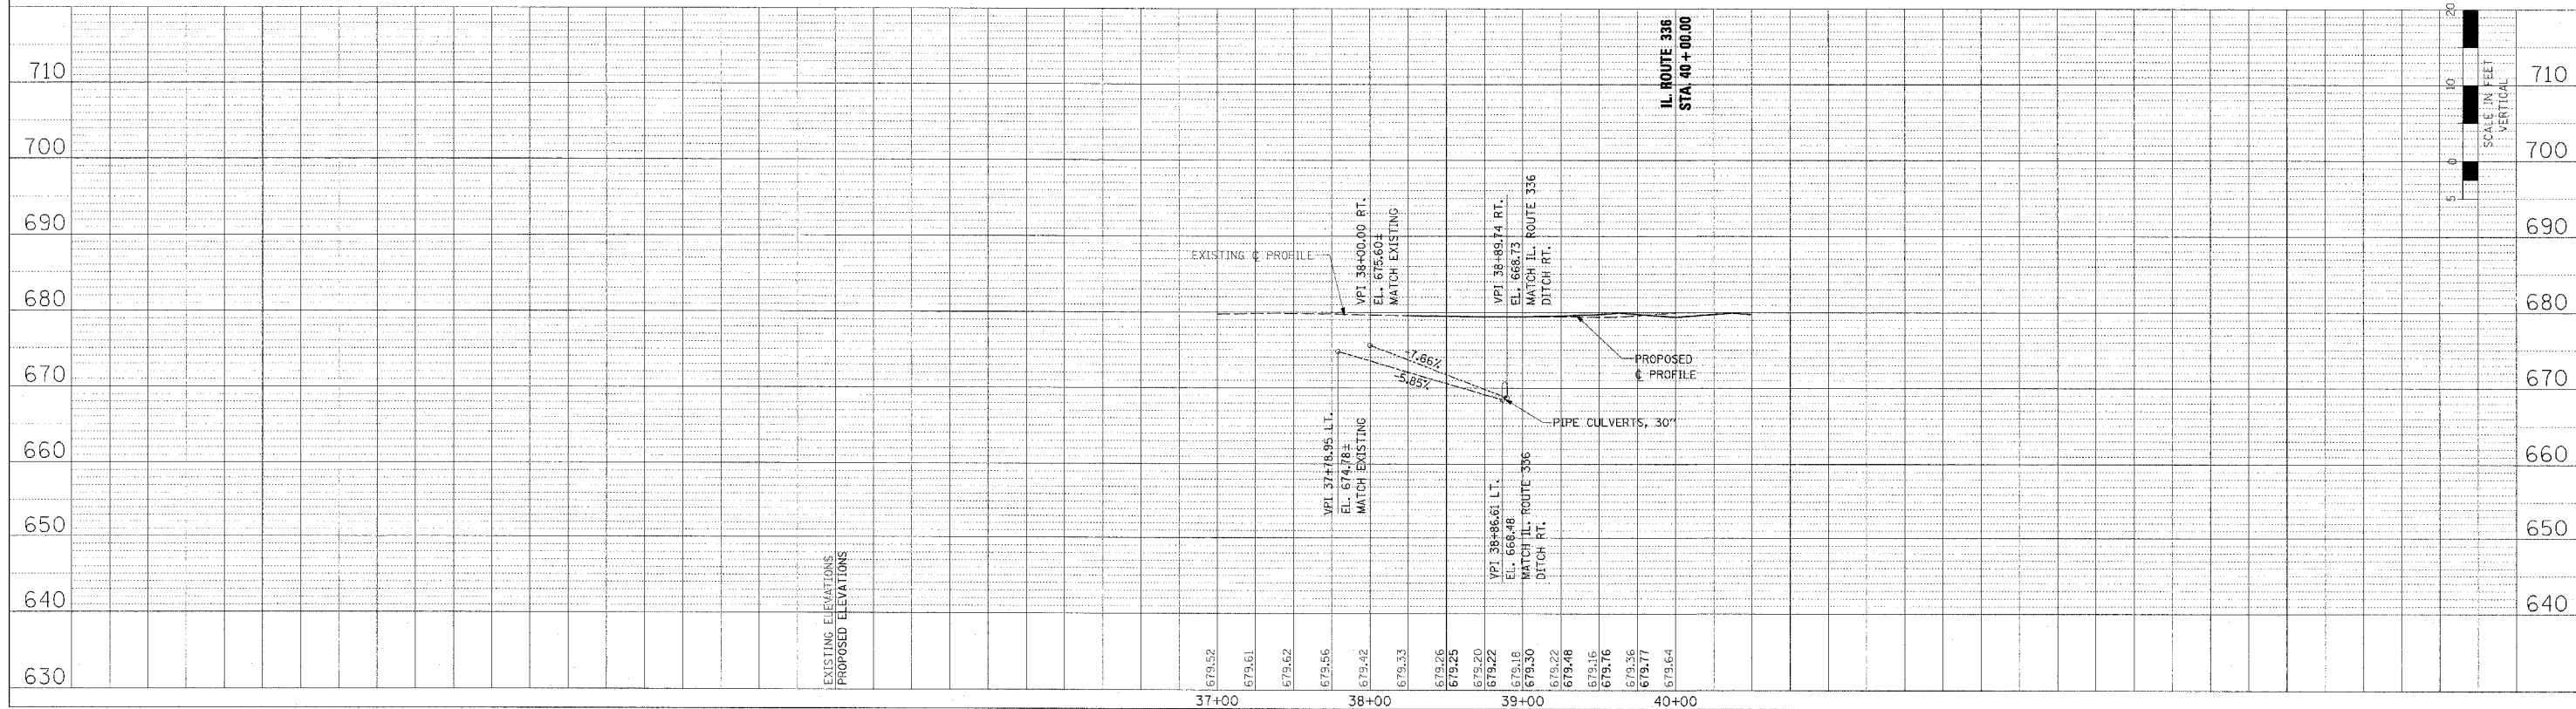 710
700
690
680
670
660
650
640
630
IL. ROUTE 336
STA. 40+00.00
20
10
0
5
SCALE IN FEET
VERTICAL
710
700
690
680
670
660
650
640
EXISTING ℄ PROFILE
VPI 38+00.00 RT.
EL. 675.60±
MATCH EXISTING
VPI 38+89.74 RT.
EL. 668.73
MATCH IL. ROUTE 336
DITCH RT.
-7.66%
-5.85%
PROPOSED
℄ PROFILE
PIPE CULVERTS, 30"
VPI 37+78.95 LT.
EL. 674.78±
MATCH EXISTING
VPI 38+86.61 LT.
EL. 668.48
MATCH IL. ROUTE 336
DITCH RT.
EXISTING ELEVATIONS
PROPOSED ELEVATIONS
679.52
679.61
679.62
679.56
679.42
679.33
679.26
679.25
679.20
679.22
679.18
679.30
679.22
679.48
679.16
679.76
679.36
679.77
679.64
37+00
38+00
39+00
40+00